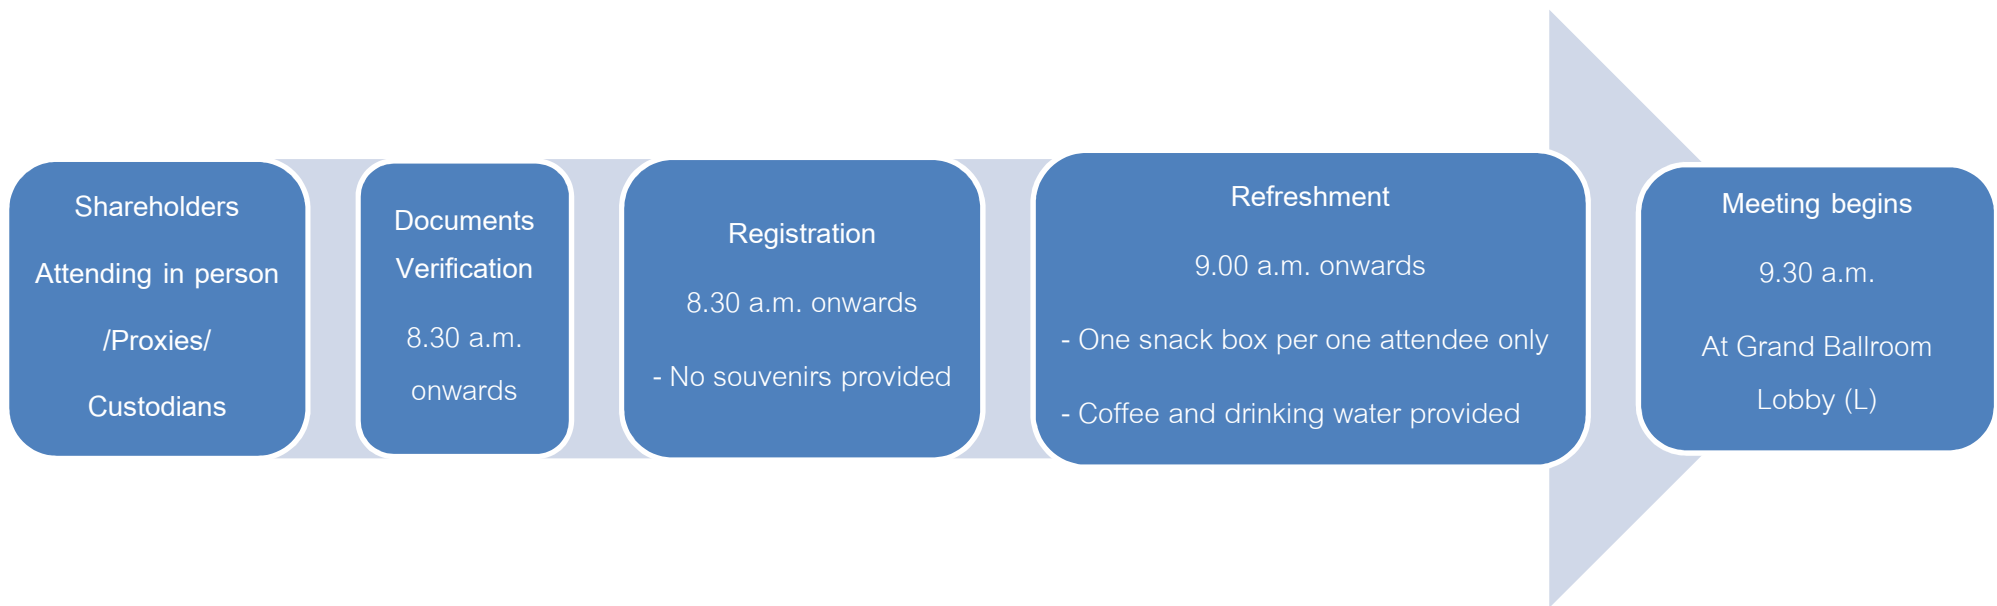 Shareholders
Attending in person
/Proxies/
Custodians
Documents
Verification
8.30 a.m.
onwards
Registration
8.30 a.m. onwards
- No souvenirs provided
Refreshment
9.00 a.m. onwards
- One snack box per one attendee only
- Coffee and drinking water provided
Meeting begins
9.30 a.m.
At Grand Ballroom
Lobby (L)